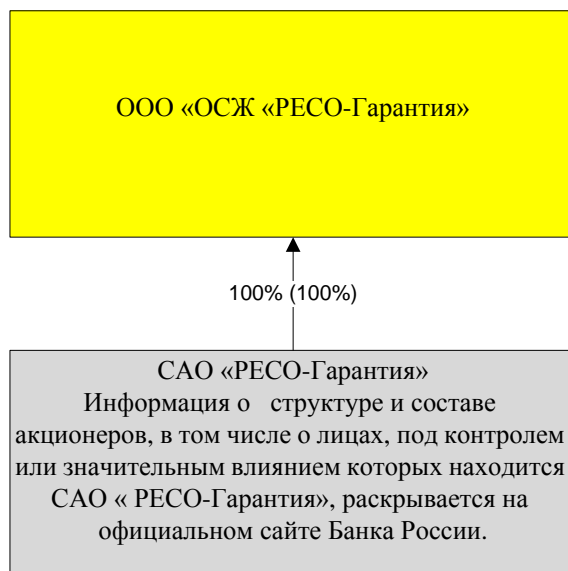 ООО «ОСЖ «РЕСО-Гарантия»
100% (100%)
САО «РЕСО-Гарантия»
Информация о структуре и составе
акционеров, в том числе о лицах, под контролем
или значительным влиянием которых находится
САО « РЕСО-Гарантия», раскрывается на
официальном сайте Банка России.